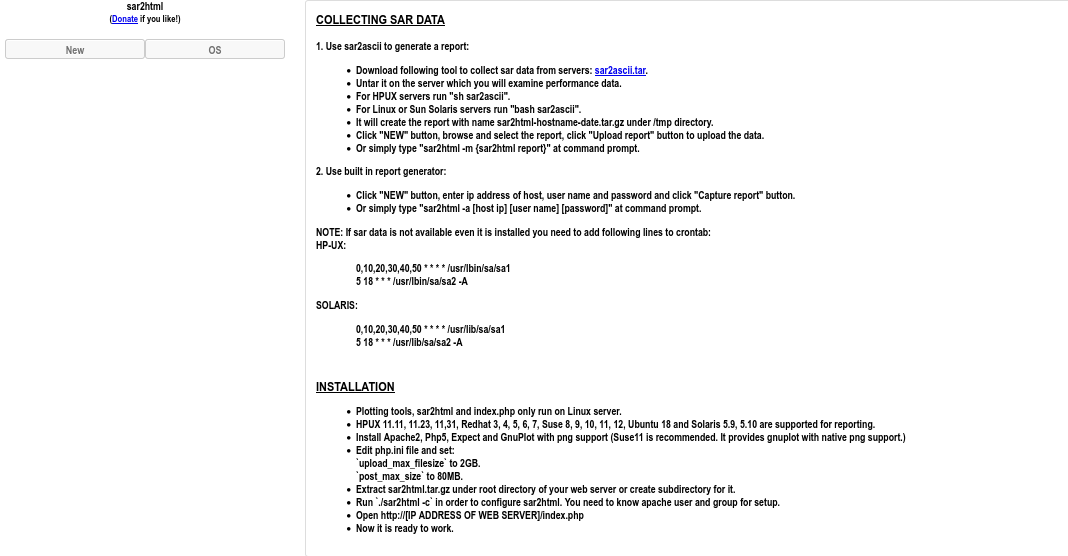 sar2html
(Donate if you like!)
New
OS
COLLECTING SAR DATA
1. Use sar2ascii to generate a report:
• Download following tool to collect sar data from servers: sar2ascii.tar.
• Untar it on the server which you will examine performance data.
• For HPUX servers run "sh sar2ascii".
• For Linux or Sun Solaris servers run "bash sar2ascii".
• It will create the report with name sar2html-hostname-date.tar.gz under /tmp directory.
• Click "NEW" button, browse and select the report, click "Upload report" button to upload the data.
• Or simply type "sar2html -m {sar2html report}" at command prompt.
2. Use built in report generator:
• Click "NEW" button, enter ip address of host, user name and password and click "Capture report" button.
• Or simply type "sar2html -a [host ip] [user name] [password]" at command prompt.
NOTE: If sar data is not available even it is installed you need to add following lines to crontab:
HP-UX:
0,10,20,30,40,50 * * * * /usr/lbin/sa/sa1
5 18 * * * /usr/lbin/sa/sa2 -A
SOLARIS:
0,10,20,30,40,50 * * * * /usr/lib/sa/sa1
5 18 * * * /usr/lib/sa/sa2 -A
INSTALLATION
• Plotting tools, sar2html and index.php only run on Linux server.
• HPUX 11.11, 11.23, 11,31, Redhat 3, 4, 5, 6, 7, Suse 8, 9, 10, 11, 12, Ubuntu 18 and Solaris 5.9, 5.10 are supported for reporting.
• Install Apache2, Php5, Expect and GnuPlot with png support (Suse11 is recommended. It provides gnuplot with native png support.)
• Edit php.ini file and set:
`upload_max_filesize` to 2GB.
`post_max_size` to 80MB.
• Extract sar2html.tar.gz under root directory of your web server or create subdirectory for it.
• Run `./sar2html -c` in order to configure sar2html. You need to know apache user and group for setup.
• Open http://[IP ADDRESS OF WEB SERVER]/index.php
• Now it is ready to work.